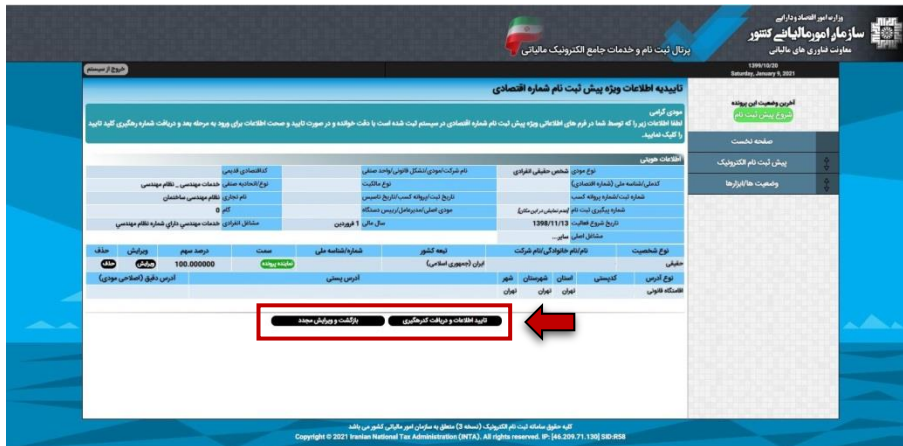 وزارت امور اقتصاد و دارایی
سازمان امور مالیاتی کشور
معاونت فناوری های مالیاتی
پرتال ثبت نام و خدمات جامع الکترونیک مالیاتی
1399/10/20
Saturday, January 9, 2021
خروج از سیستم
آخرین وضعیت این پرونده
شروع پیش ثبت نام
صفحه نخست
پیش ثبت نام الکترونیک
وضعیت ها/ابزارها
تاییدیه اطلاعات ویژه پیش ثبت نام شماره اقتصادی
مودی گرامی
لطفا اطلاعات زیر را که توسط شما در فرم های اطلاعاتی ویژه پیش ثبت نام شماره اقتصادی در سیستم ثبت شده است با دقت خوانده و در صورت تایید و صحت اطلاعات برای ورود به مرحله بعد و دریافت شماره رهگیری کلید تایید
را کلیک نمایید.
اطلاعات هویتی
نوع مودی شخص حقیقی انفرادی نام شرکت/مودی/تشکل قانونی/واحد صنفی کداقتصادی قدیمی
کدملی/شناسه ملی (شماره اقتصادی) نوع مالکیت نوع/اتحادیه صنفی خدمات مهندسی _ نظام مهندسی
شماره ثبت/شماره پروانه کسب تاریخ ثبت/پروانه کسب/تاریخ تاسیس نام تجاری نظام مهندسی ساختمان
شماره پیگیری ثبت نام مودی اصلی/مدیرعامل/رییس دستگاه گام 0
تاریخ شروع فعالیت 1398/11/13 سال مالی 1 فروردین مشاغل انفرادی خدمات مهندسي داراي شماره نظام مهندسي
مشاغل اصلی سایر...
نوع شخصیت نام/نام خانوادگی/نام شرکت تبعه کشور شماره/شناسه ملی سمت درصد سهم ویرایش حذف
حقیقی ایران (جمهوری اسلامی) نماینده پرونده 100.000000 ویرایش حذف
نوع آدرس کدپستی استان شهرستان شهر آدرس پستی آدرس دقیق (اصلاحی مودی)
اقامتگاه قانونی تهران تهران تهران
تایید اطلاعات و دریافت کدرهگیری بازگشت و ویرایش مجدد
کلیه حقوق سامانه ثبت نام الکترونیک (نسخه 3) متعلق به سازمان امور مالیاتی کشور می باشد
Copyright © 2021 Iranian National Tax Administration (INTA). All rights reserved. IP: [46.209.71.130] SID:R58